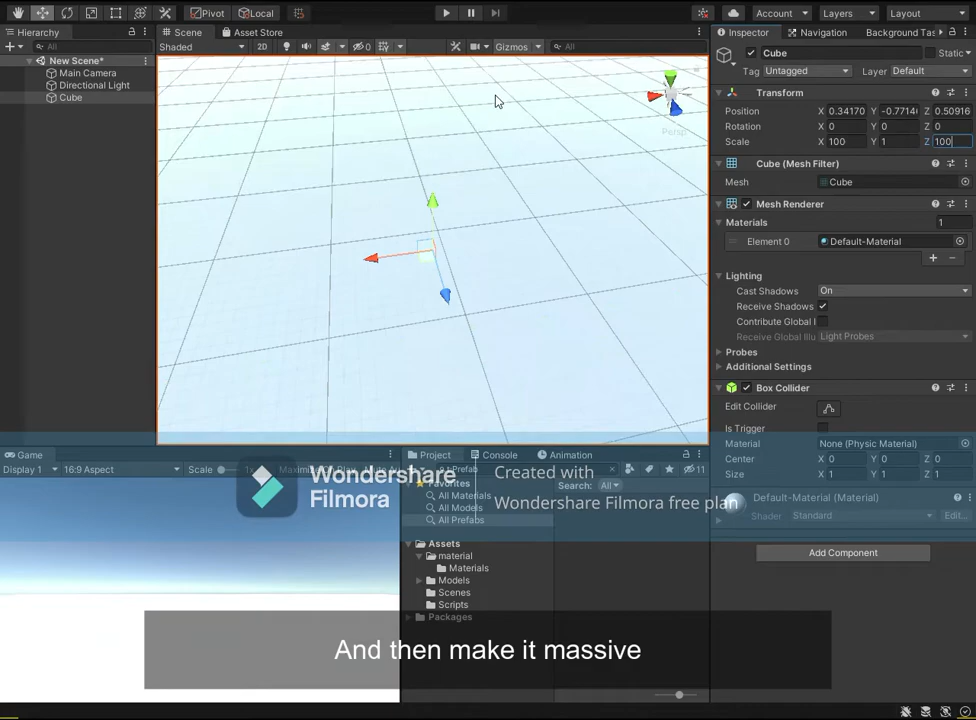 Pivot Local Account Layers Layout
Hierarchy Scene Asset Store Inspector Navigation Background Tas
All Shaded 2D 0 Gizmos All Cube Static
New Scene* Tag Untagged Layer Default
Main Camera
Directional Light
Cube
Persp
Transform
Position X 0.34170 Y -0.7714 Z 0.50916
Rotation X 0 Y 0 Z 0
Scale X 100 Y 1 Z 100
Cube (Mesh Filter)
Mesh Cube
Mesh Renderer
Materials 1
Element 0 Default-Material
Lighting
Cast Shadows On
Receive Shadows
Contribute Global I
Receive Global Illu Light Probes
Probes
Additional Settings
Box Collider
Edit Collider
Is Trigger
Material None (Physic Material)
Center X 0 Y 0 Z 0
Size X 1 Y 1 Z 1
Default-Material (Material)
Shader Standard Edit...
Add Component
Game Project Console Animation
Display 1 16:9 Aspect Scale 1x Maximize On Play
Search: All 11
Favorites
All Materials
All Models
All Prefabs
Assets
material
Materials
Models
Scenes
Scripts
Packages
Wondershare
Filmora
Created with
Wondershare Filmora free plan
And then make it massive